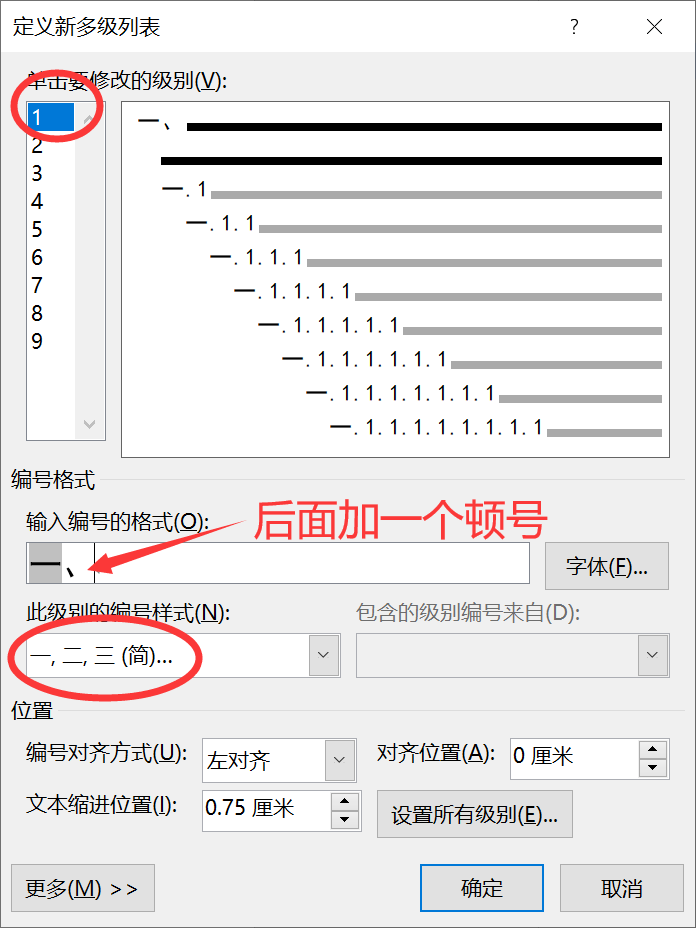 定义新多级列表 ?
单击要修改的级别(V):
1
2
3
4
5
6
7
8
9
一、
一.1
一.1.1
一.1.1.1
一.1.1.1.1
一.1.1.1.1.1
一.1.1.1.1.1.1
一.1.1.1.1.1.1.1
一.1.1.1.1.1.1.1.1
编号格式
输入编号的格式(O):
后面加一个顿号
一、
字体(F)...
此级别的编号样式(N):
包含的级别编号来自(D):
一, 二, 三 (简)...
位置
编号对齐方式(U):
左对齐
对齐位置(A):
0 厘米
文本缩进位置(I):
0.75 厘米
设置所有级别(E)...
更多(M) >>
确定
取消